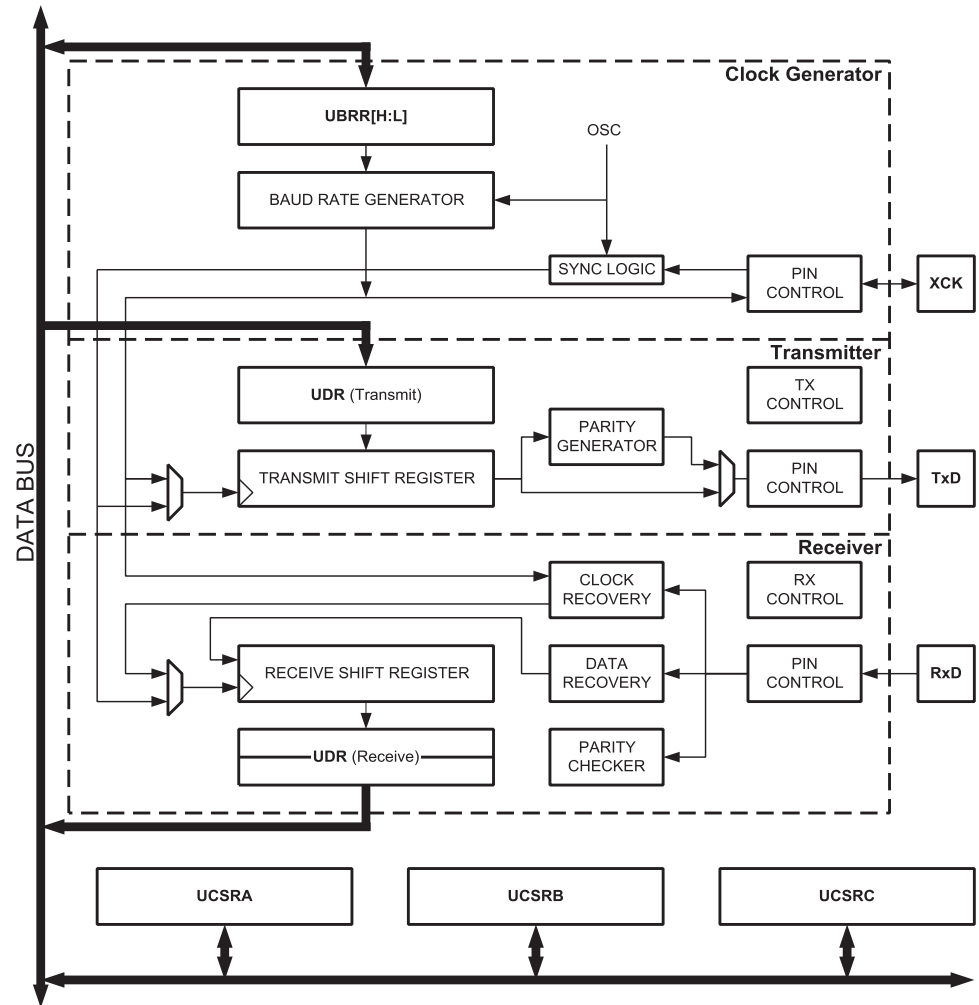 Clock Generator
UBRR[H:L]
OSC
BAUD RATE GENERATOR
SYNC LOGIC
PIN
CONTROL
XCK
Transmitter
UDR (Transmit)
TX
CONTROL
PARITY
GENERATOR
TRANSMIT SHIFT REGISTER
PIN
CONTROL
TxD
DATA BUS
Receiver
CLOCK
RECOVERY
RX
CONTROL
RECEIVE SHIFT REGISTER
DATA
RECOVERY
PIN
CONTROL
RxD
UDR (Receive)
PARITY
CHECKER
UCSRA
UCSRB
UCSRC